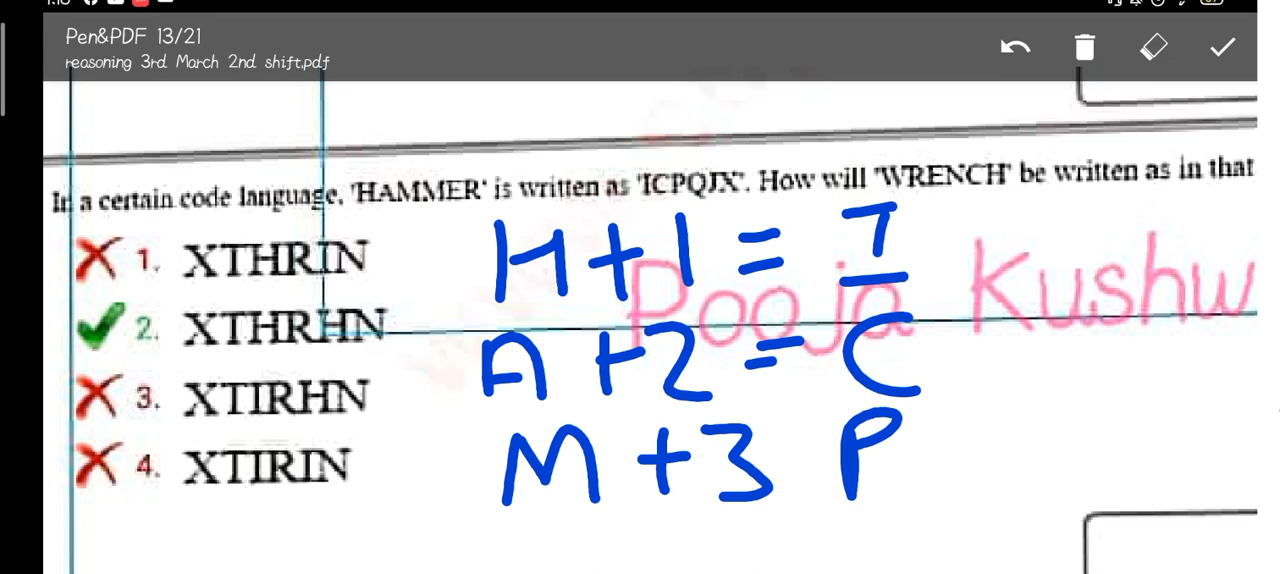 Pen&PDF 13/21
reasoning 3rd March 2nd shift.pdf
In a certain code language, 'HAMMER' is written as 'ICPQJX'. How will 'WRENCH' be written as in that
1. XTHRIN
2. XTHRHN
3. XTIRHN
4. XTIRIN
H+1 = I
A+2 = C
M+3 P
Pooja Kushw